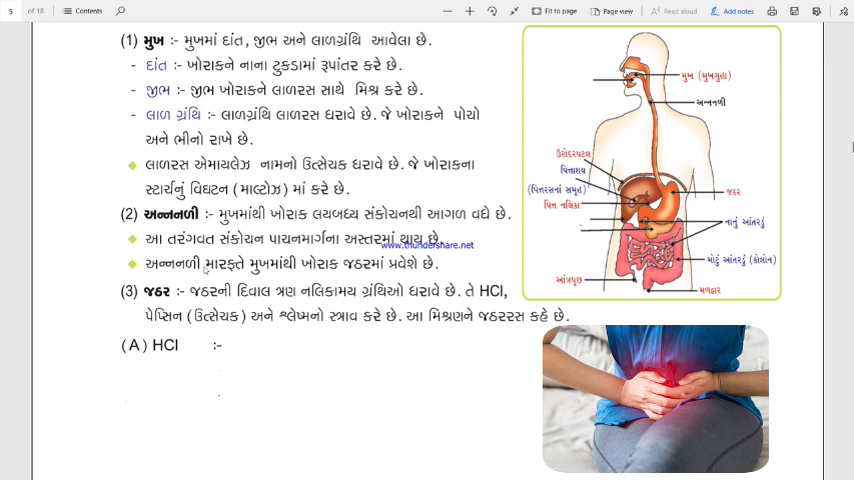 5 of 18 Contents Fit to page Page view Read aloud Add notes
(1) મુખ :- મુખમાં દાંત, જીભ અને લાળગ્રંથિ આવેલા છે.
- દાંત :- ખોરાકને નાના ટુકડામાં રૂપાંતર કરે છે.
- જીભ :- જીભ ખોરાકને લાળરસ સાથે મિશ્ર કરે છે.
- લાળ ગ્રંથિ :- લાળગ્રંથિ લાળરસ ધરાવે છે. જે ખોરાકને પોચો
અને ભીનો રાખે છે.
લાળરસ એમાયલેઝ નામનો ઉત્સેચક ધરાવે છે. જે ખોરાકના
સ્ટાર્ચનું વિઘટન (માલ્ટોઝ) માં કરે છે.
(2) અન્નનળી :- મુખમાંથી ખોરાક લયબધ્ધ સંકોચનથી આગળ વધે છે.
આ તરંગવત સંકોચન પાચનમાર્ગના અસ્તરમાં થાય છે.
www.thundershare.net
અન્નનળી મારફતે મુખમાંથી ખોરાક જઠરમાં પ્રવેશે છે.
(3) જઠર :- જઠરની દિવાલ ત્રણ નલિકામય ગ્રંથિઓ ધરાવે છે. તે HCl,
પેપ્સિન (ઉત્સેચક) અને શ્લેષ્મનો સ્ત્રાવ કરે છે. આ મિશ્રણને જઠરરસ કહે છે.
(A) HCl :-
મુખ (મુખગુહા)
અન્નનળી
ઉરોદરપટલ
પિત્તાશય
(પિત્તરસનાં સમૂહ)
પિત્ત નલિકા
જઠર
નાનું આંતરડું
મોટું આંતરડું (કોલોન)
આંત્રપૂછ
મળદ્વાર